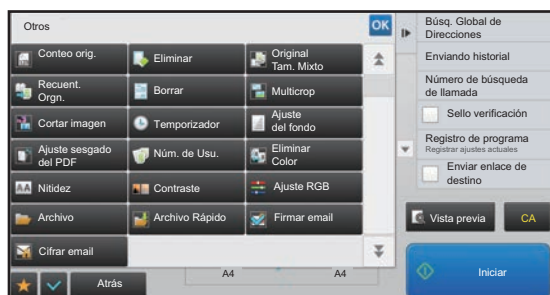 Otros
OK
Conteo orig.
Eliminar
Original
Tam. Mixto
Recuent.
Orgn.
Borrar
Multicrop
Cortar imagen
Temporizador
Ajuste
del fondo
Ajuste sesgado
del PDF
Núm. de Usu.
Eliminar
Color
AA
Nitidez
Contraste
Ajuste RGB
Archivo
Archivo Rápido
Firmar email
Cifrar email
Atrás
A4
A4
Búsq. Global de
Direcciones
Enviando historial
Número de búsqueda
de llamada
Sello verificación
Registro de programa
Registrar ajustes actuales
Enviar enlace de
destino
Vista previa
CA
Iniciar